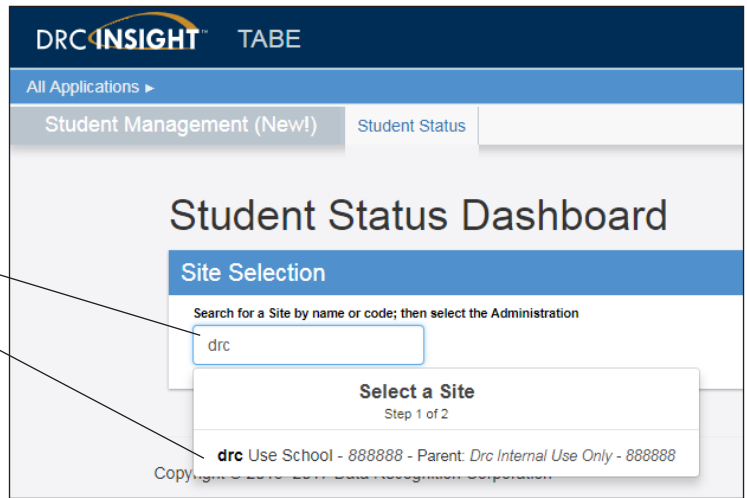 DRC INSIGHT™ TABE
All Applications ▸
Student Management (New!) Student Status
Student Status Dashboard
Site Selection
Search for a Site by name or code; then select the Administration
drc
Select a Site
Step 1 of 2
drc Use School - 888888 - Parent: Drc Internal Use Only - 888888
Data Recognition Corporation